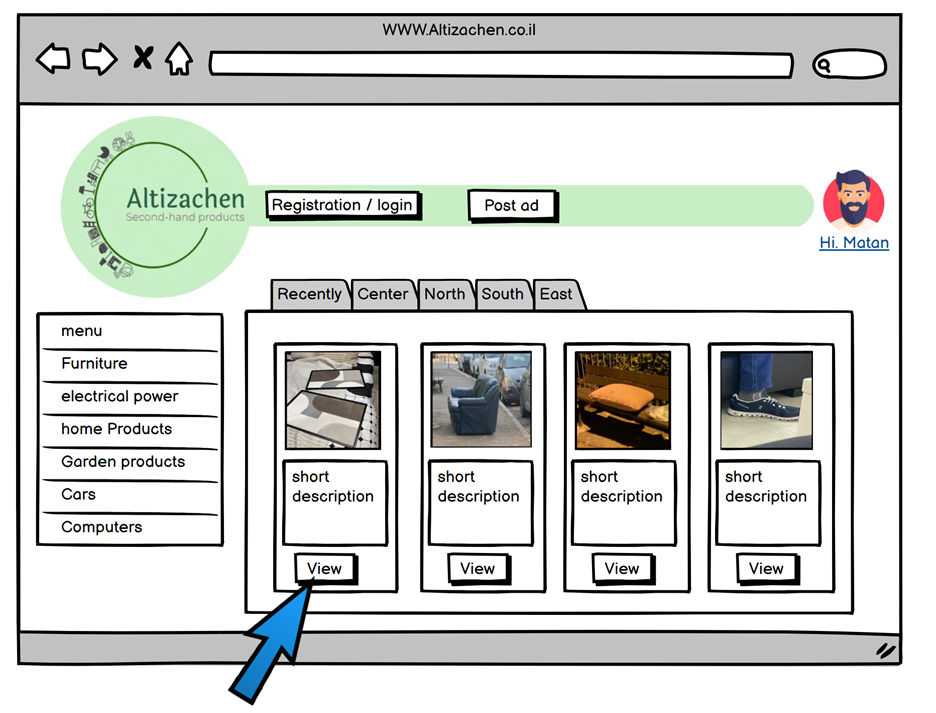 WWW.Altizachen.co.il
Altizachen
Second-hand products
Registration / login
Post ad
Hi. Matan
Recently
Center
North
South
East
menu
Furniture
electrical power
home Products
Garden products
Cars
Computers
short
description
View
short
description
View
short
description
View
short
description
View